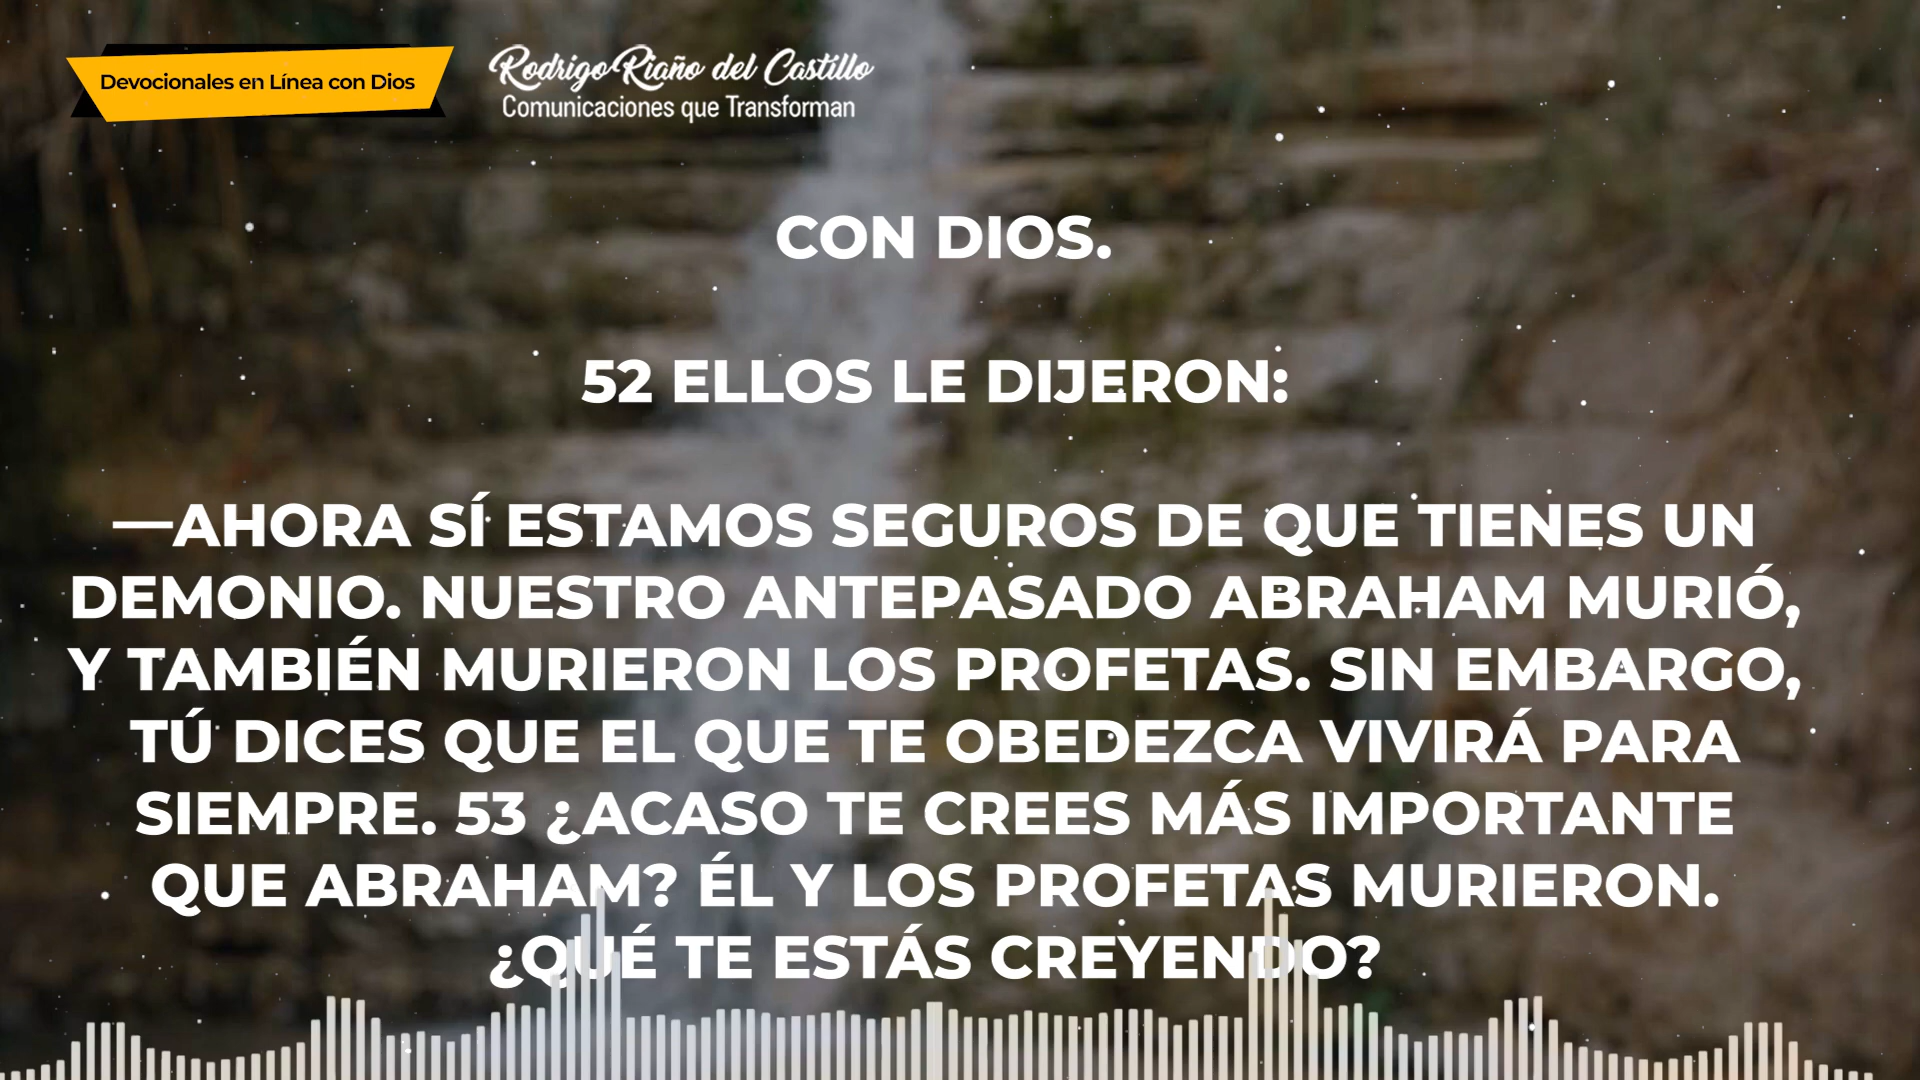 Devocionales en Línea con Dios
Rodrigo Riaño del Castillo
Comunicaciones que Transforman
CON DIOS.
52 ELLOS LE DIJERON:
—AHORA SÍ ESTAMOS SEGUROS DE QUE TIENES UN
DEMONIO. NUESTRO ANTEPASADO ABRAHAM MURIÓ,
Y TAMBIÉN MURIERON LOS PROFETAS. SIN EMBARGO,
TÚ DICES QUE EL QUE TE OBEDEZCA VIVIRÁ PARA
SIEMPRE. 53 ¿ACASO TE CREES MÁS IMPORTANTE
QUE ABRAHAM? ÉL Y LOS PROFETAS MURIERON.
¿QUÉ TE ESTÁS CREYENDO?